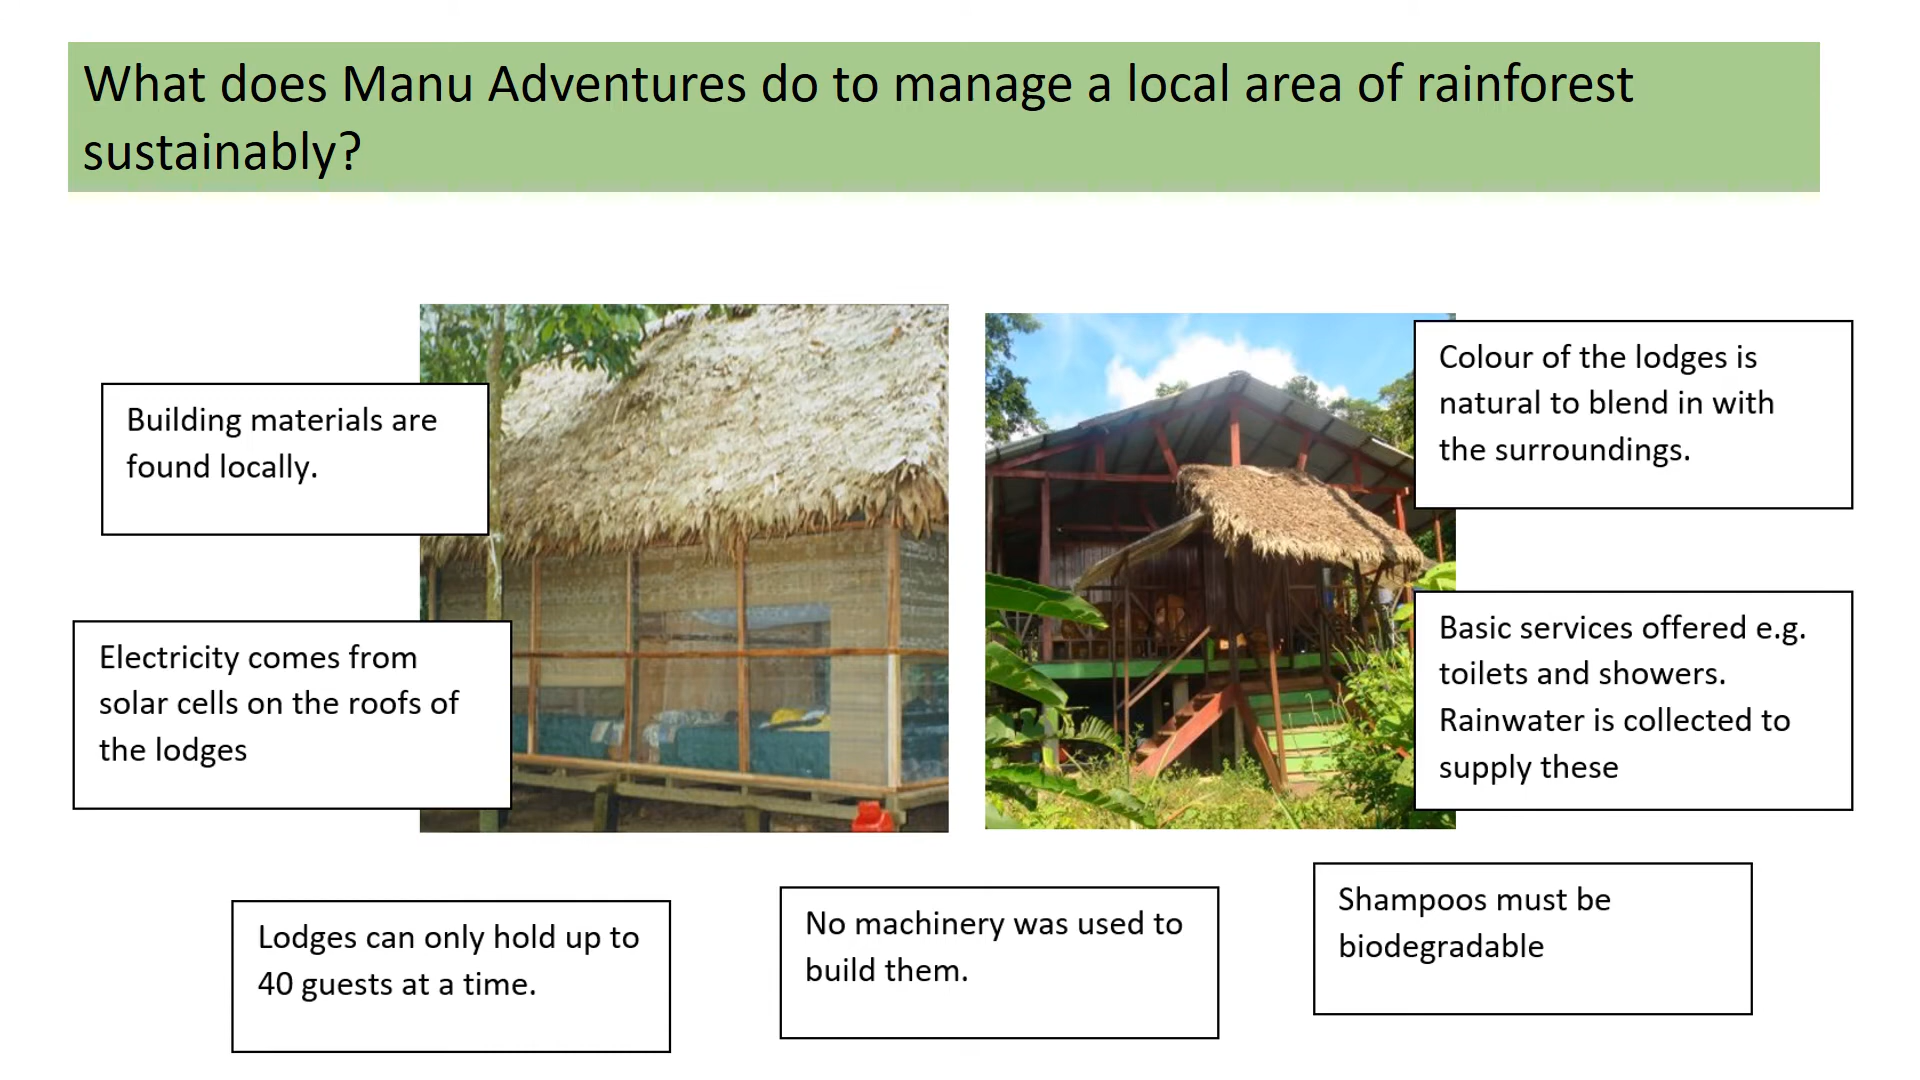 What does Manu Adventures do to manage a local area of rainforest
sustainably?
Building materials are
found locally.
Colour of the lodges is
natural to blend in with
the surroundings.
Electricity comes from
solar cells on the roofs of
the lodges
Basic services offered e.g.
toilets and showers.
Rainwater is collected to
supply these
Lodges can only hold up to
40 guests at a time.
No machinery was used to
build them.
Shampoos must be
biodegradable